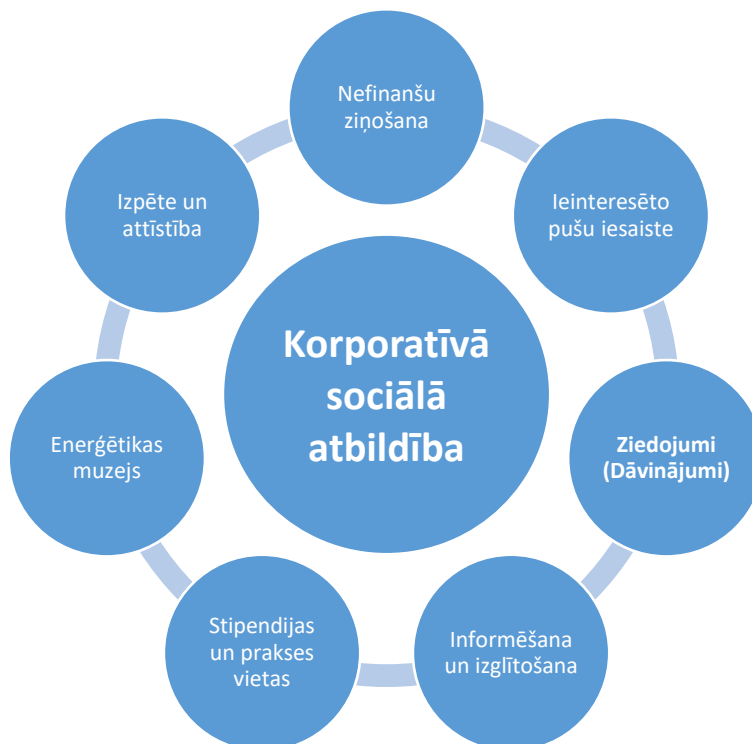 Nefinanšu
ziņošana
Ieinteresēto
pušu iesaiste
Ziedojumi
(Dāvinājumi)
Informēšana
un izglītošana
Stipendijas
un prakses
vietas
Enerģētikas
muzejs
Izpēte un
attīstība
Korporatīvā
sociālā
atbildība